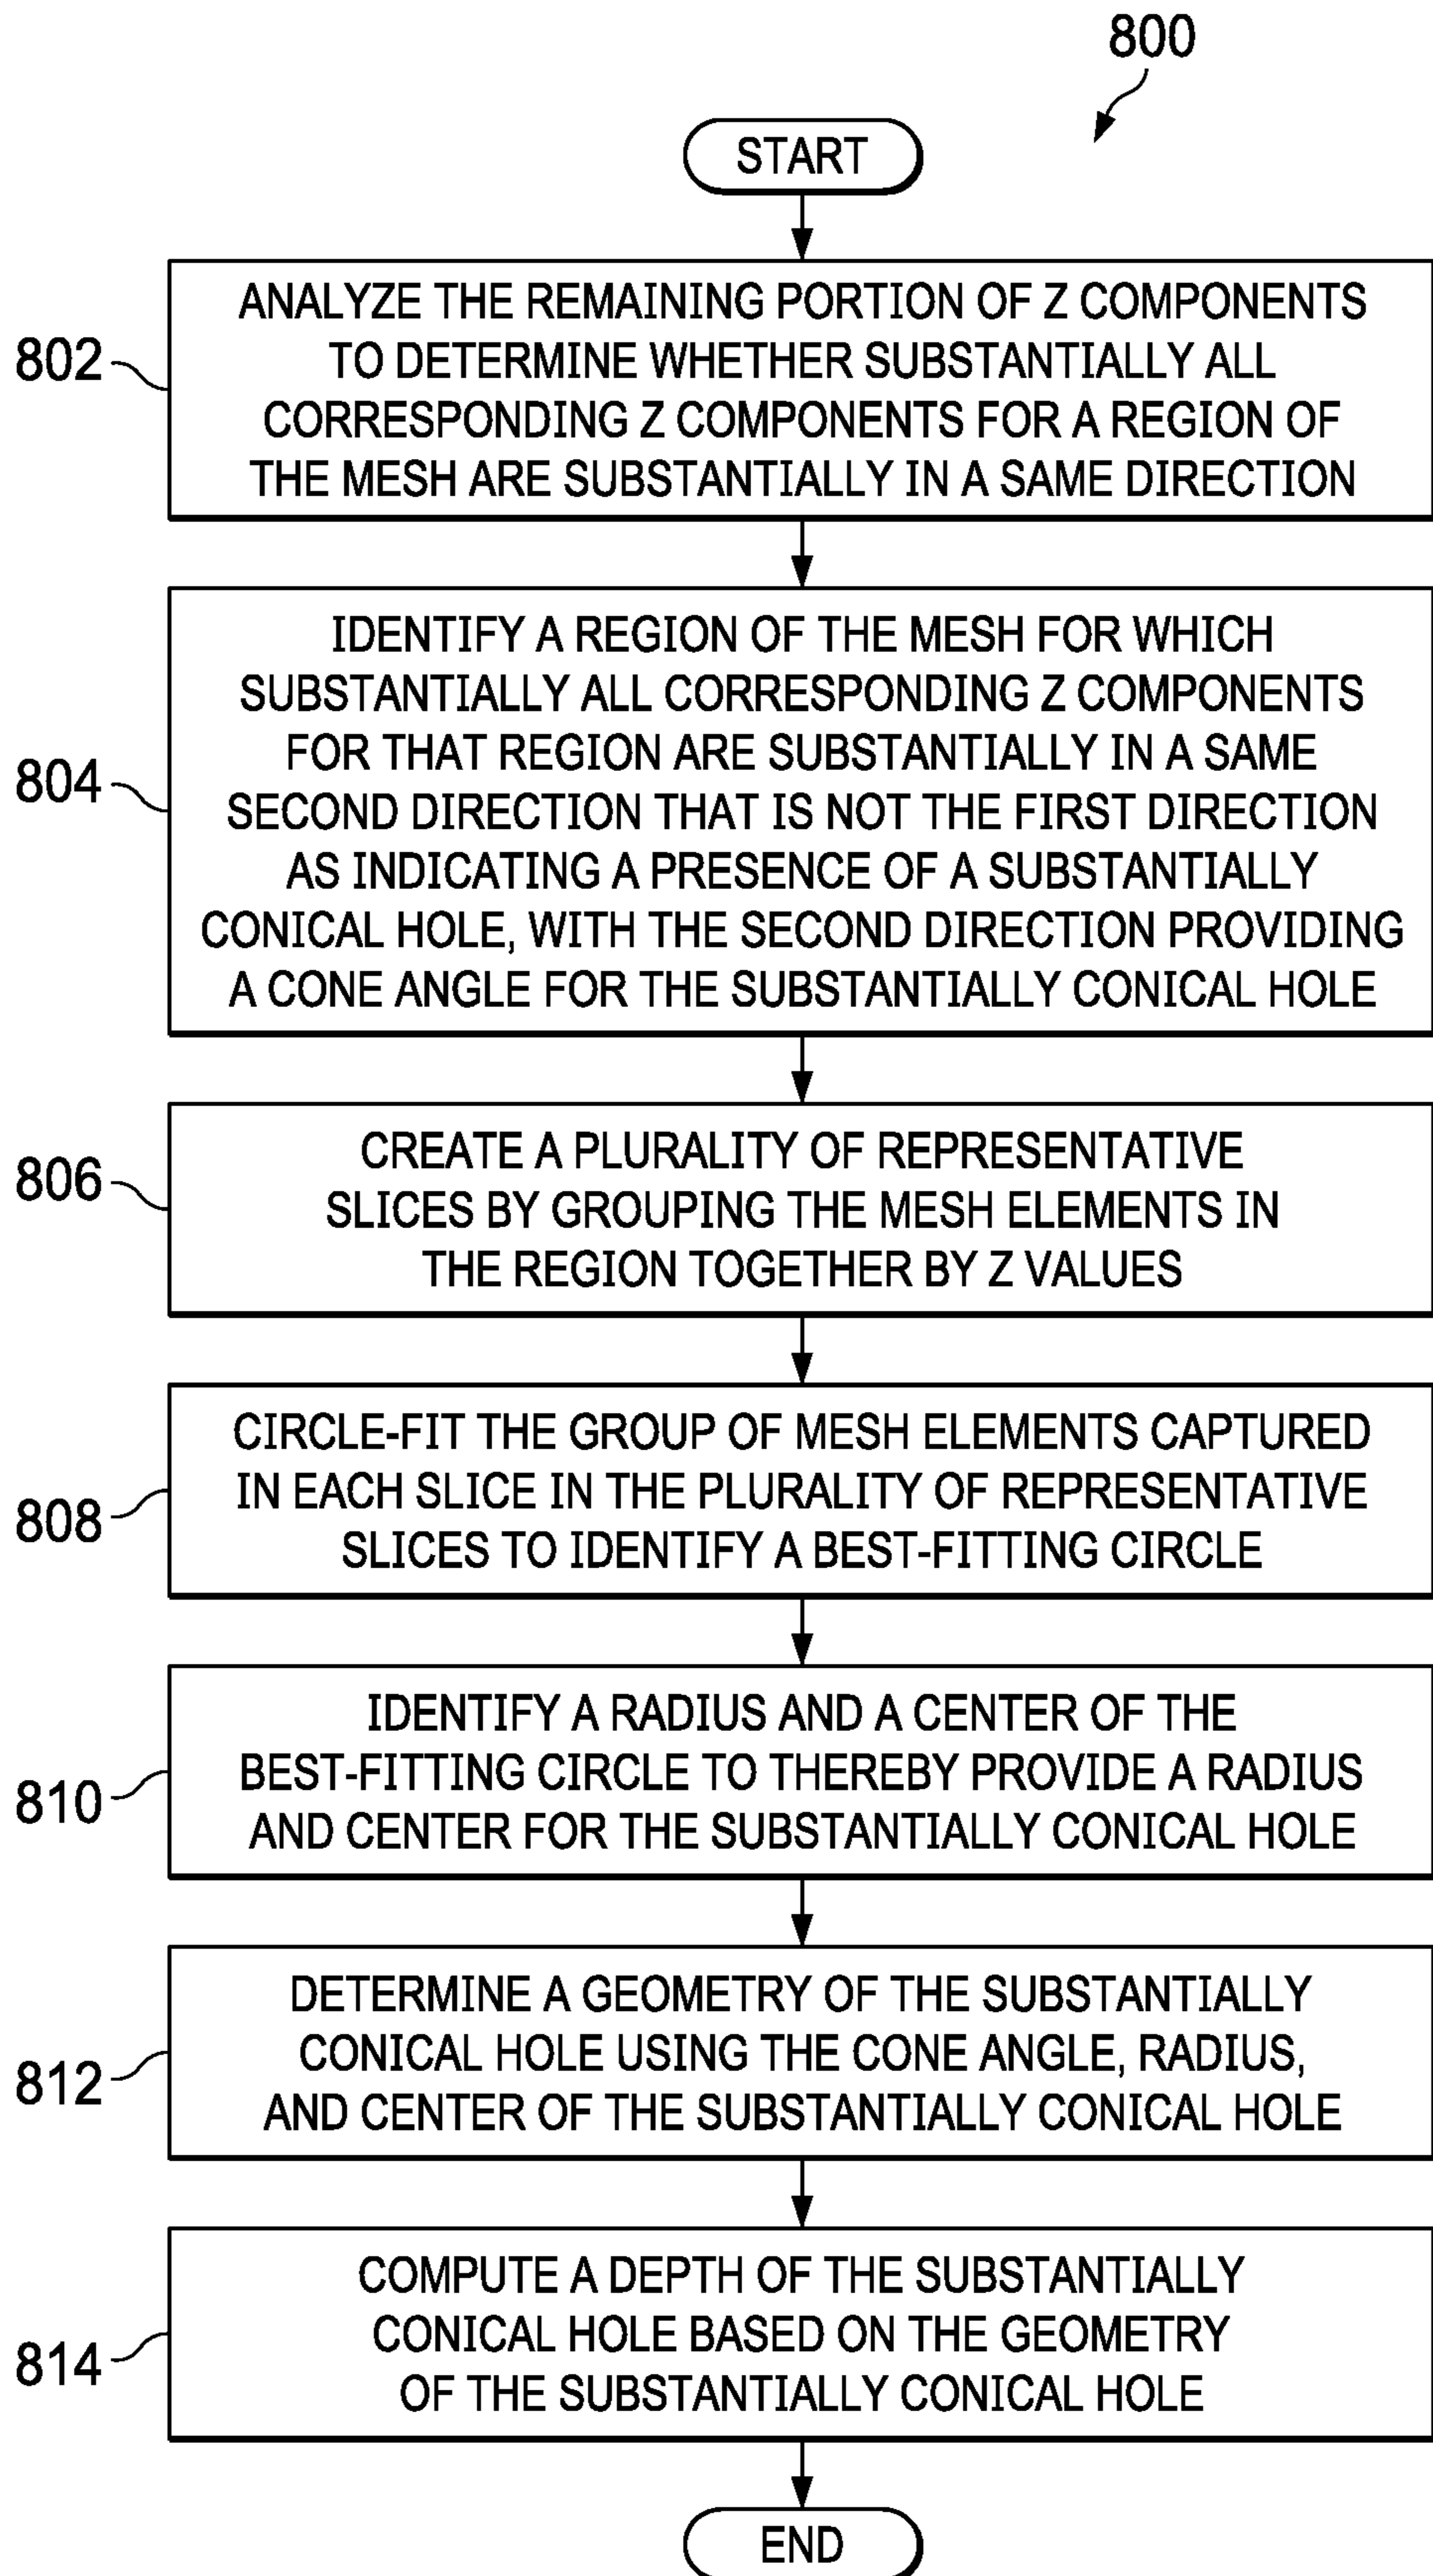 800
START
802
ANALYZE THE REMAINING PORTION OF Z COMPONENTS
TO DETERMINE WHETHER SUBSTANTIALLY ALL
CORRESPONDING Z COMPONENTS FOR A REGION OF
THE MESH ARE SUBSTANTIALLY IN A SAME DIRECTION
804
IDENTIFY A REGION OF THE MESH FOR WHICH
SUBSTANTIALLY ALL CORRESPONDING Z COMPONENTS
FOR THAT REGION ARE SUBSTANTIALLY IN A SAME
SECOND DIRECTION THAT IS NOT THE FIRST DIRECTION
AS INDICATING A PRESENCE OF A SUBSTANTIALLY
CONICAL HOLE, WITH THE SECOND DIRECTION PROVIDING
A CONE ANGLE FOR THE SUBSTANTIALLY CONICAL HOLE
806
CREATE A PLURALITY OF REPRESENTATIVE
SLICES BY GROUPING THE MESH ELEMENTS IN
THE REGION TOGETHER BY Z VALUES
808
CIRCLE-FIT THE GROUP OF MESH ELEMENTS CAPTURED
IN EACH SLICE IN THE PLURALITY OF REPRESENTATIVE
SLICES TO IDENTIFY A BEST-FITTING CIRCLE
810
IDENTIFY A RADIUS AND A CENTER OF THE
BEST-FITTING CIRCLE TO THEREBY PROVIDE A RADIUS
AND CENTER FOR THE SUBSTANTIALLY CONICAL HOLE
812
DETERMINE A GEOMETRY OF THE SUBSTANTIALLY
CONICAL HOLE USING THE CONE ANGLE, RADIUS,
AND CENTER OF THE SUBSTANTIALLY CONICAL HOLE
814
COMPUTE A DEPTH OF THE SUBSTANTIALLY
CONICAL HOLE BASED ON THE GEOMETRY
OF THE SUBSTANTIALLY CONICAL HOLE
END